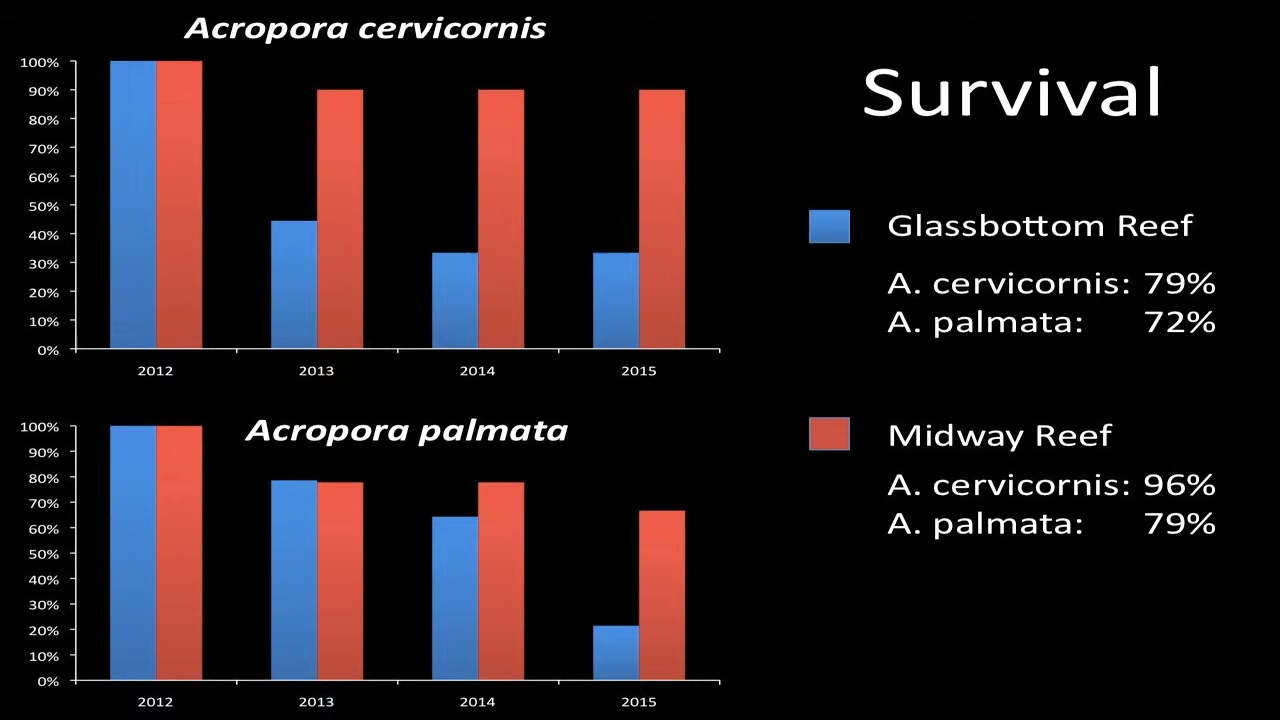 Acropora cervicornis
100%
90%
80%
70%
60%
50%
40%
30%
20%
10%
0%
2012 2013 2014 2015
Acropora palmata
100%
90%
80%
70%
60%
50%
40%
30%
20%
10%
0%
2012 2013 2014 2015
Survival
Glassbottom Reef
A. cervicornis: 79%
A. palmata: 72%
Midway Reef
A. cervicornis: 96%
A. palmata: 79%